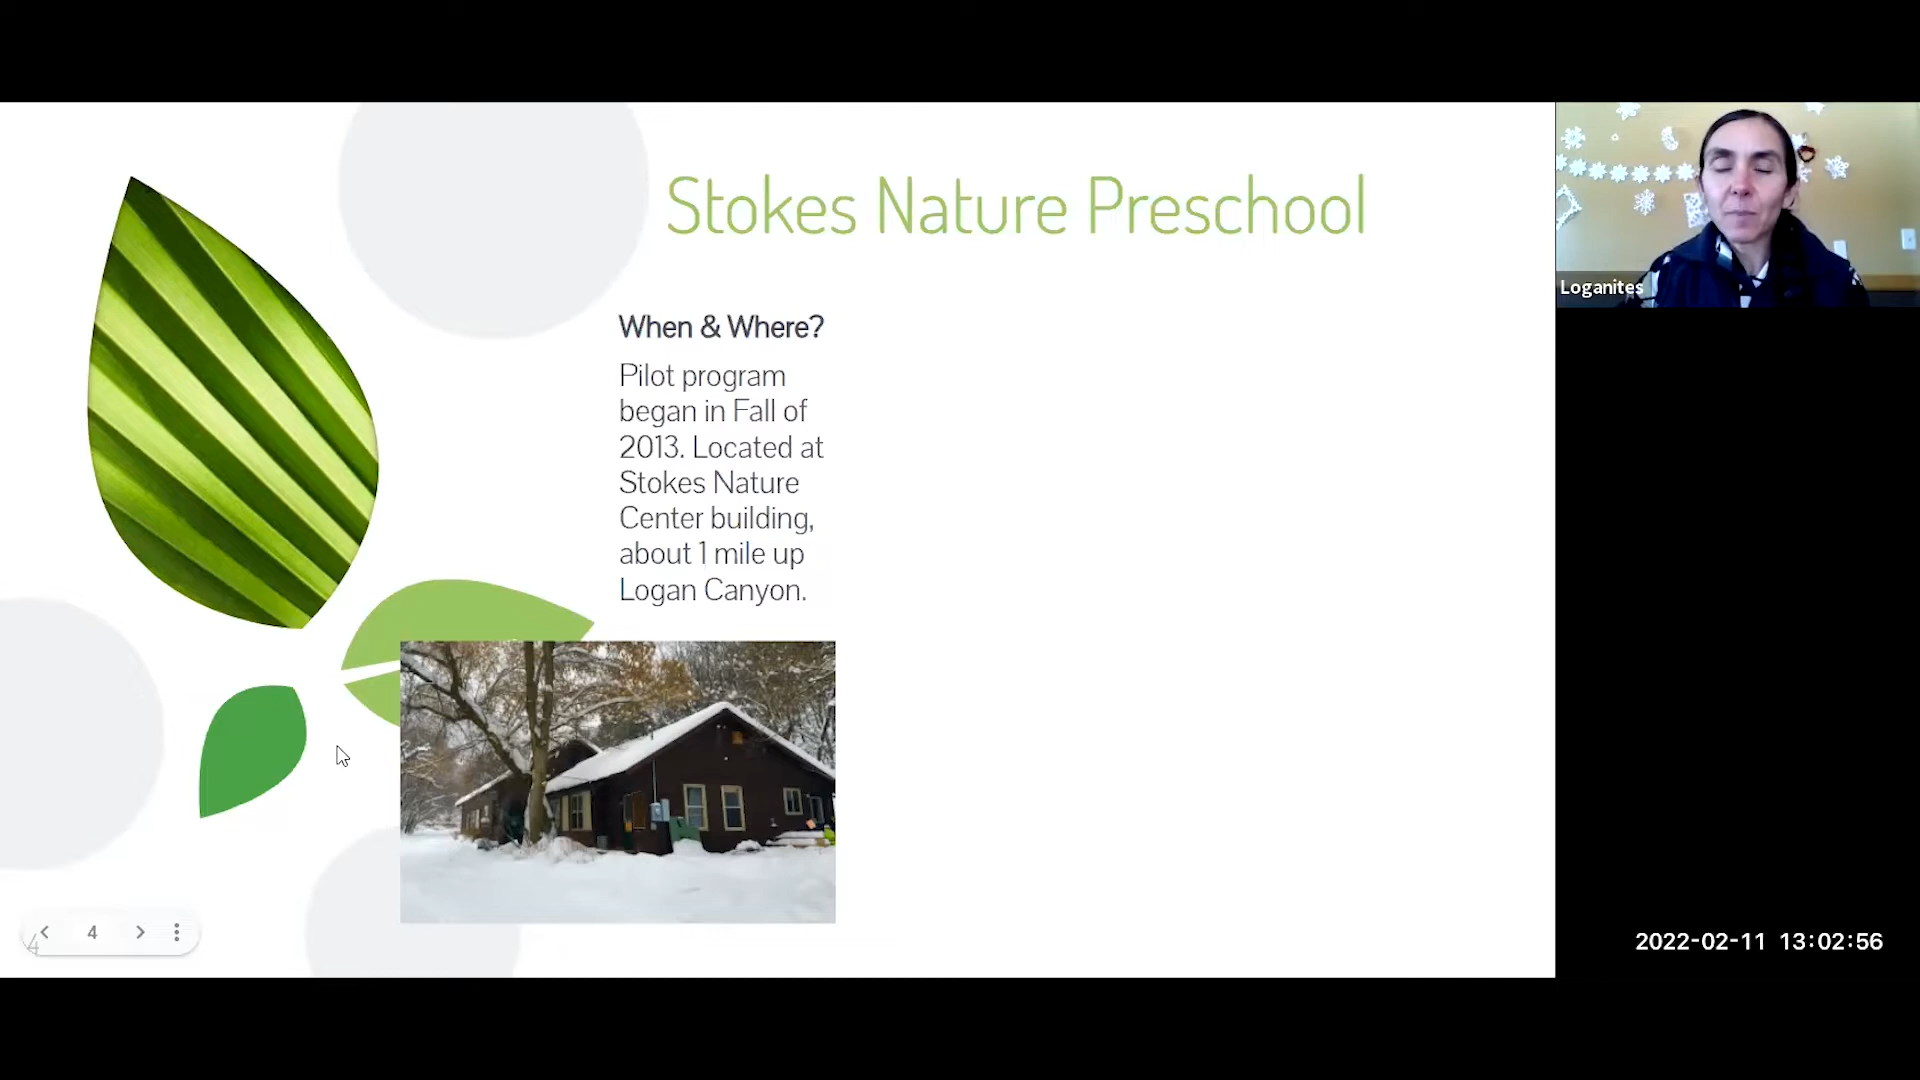 Stokes Nature Preschool
When & Where?
Pilot program
began in Fall of
2013. Located at
Stokes Nature
Center building,
about 1 mile up
Logan Canyon.
4
4
Loganites
2022-02-11 13:02:56